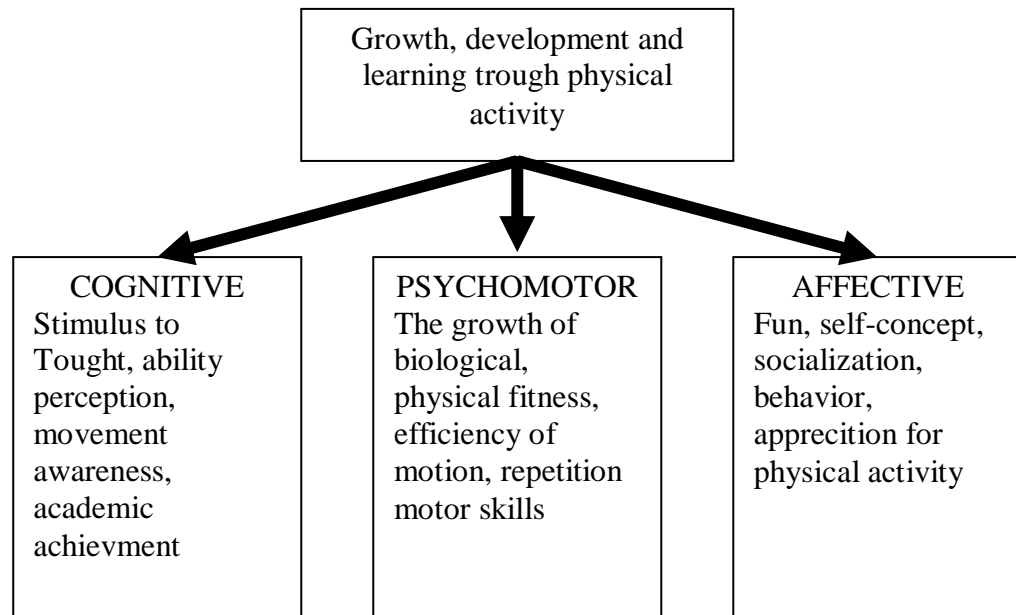 Growth, development and
learning trough physical
activity
COGNITIVE
Stimulus to
Tought, ability
perception,
movement
awareness,
academic
achievment
PSYCHOMOTOR
The growth of
biological,
physical fitness,
efficiency of
motion, repetition
motor skills
AFFECTIVE
Fun, self-concept,
socialization,
behavior,
apprecition for
physical activity